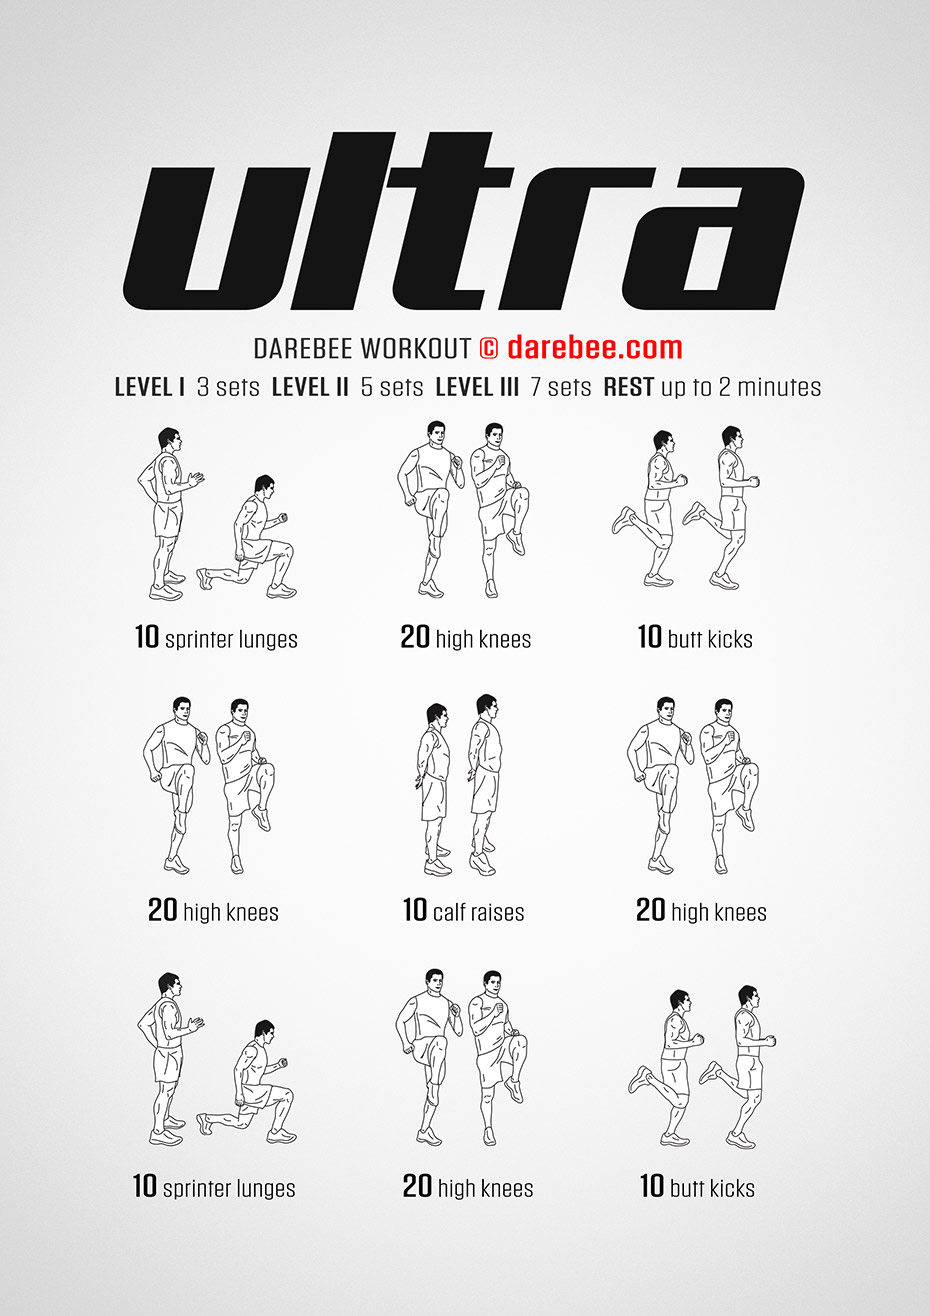 ultra
DAREBEE WORKOUT © darebee.com
LEVEL I 3 sets LEVEL II 5 sets LEVEL III 7 sets REST up to 2 minutes
10 sprinter lunges
20 high knees
10 butt kicks
20 high knees
10 calf raises
20 high knees
10 sprinter lunges
20 high knees
10 butt kicks